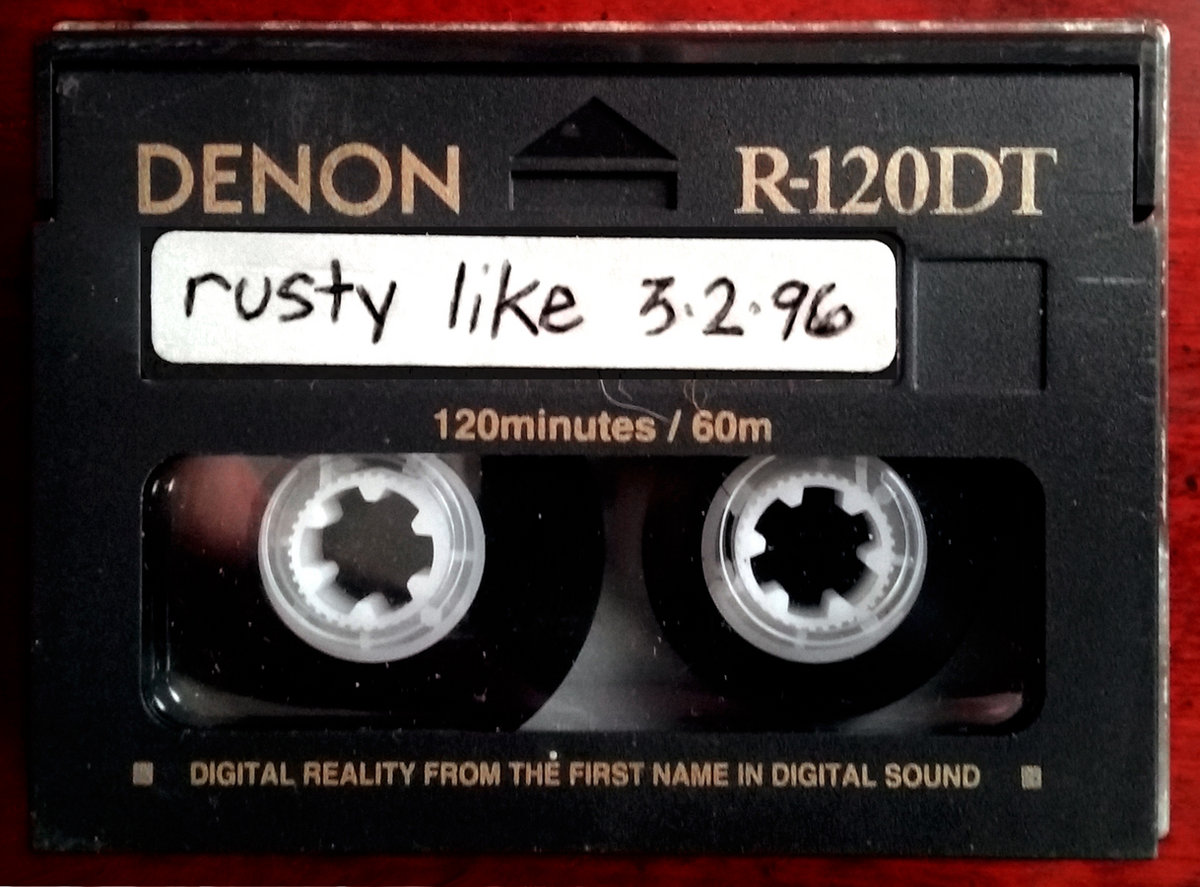 DENON R-120DT
rusty like 3.2.96
120minutes / 60m
DIGITAL REALITY FROM THE FIRST NAME IN DIGITAL SOUND